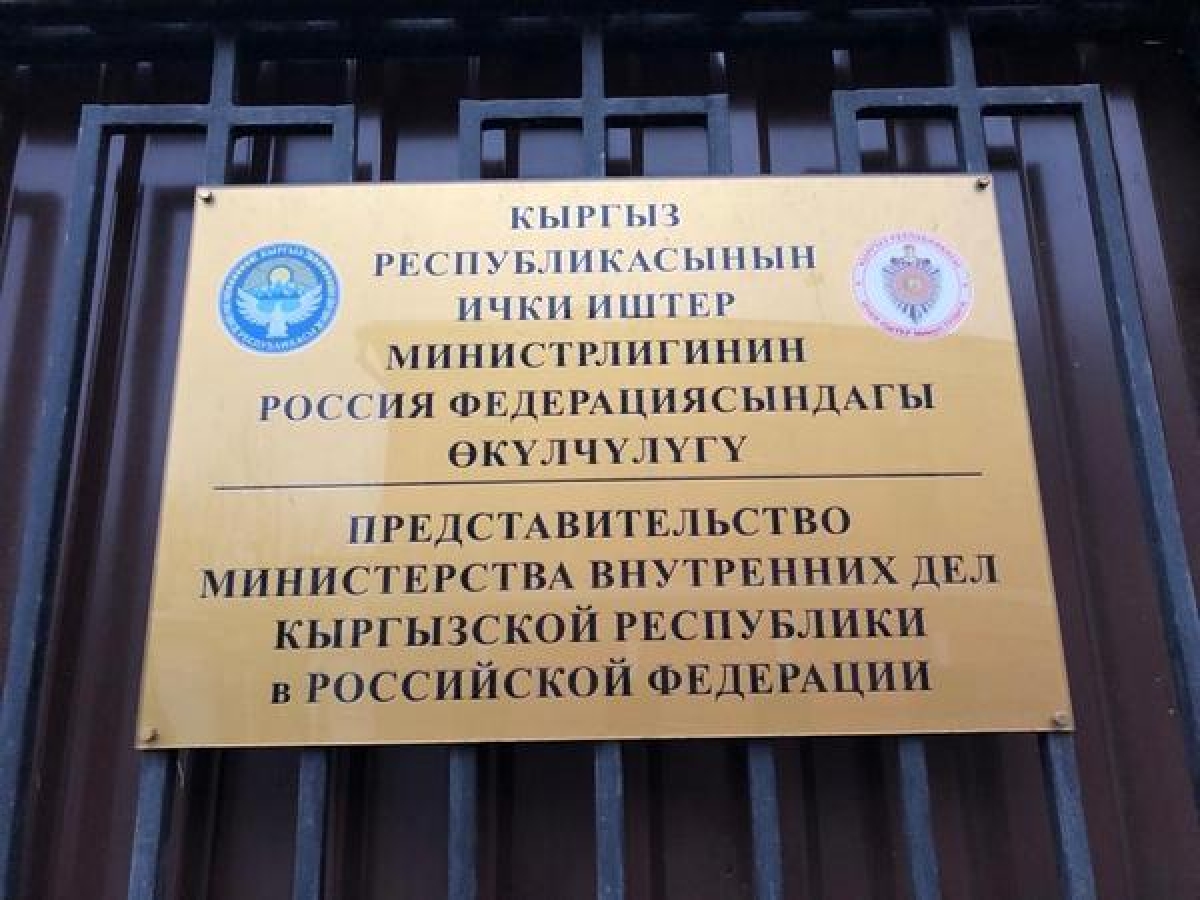 КЫРГЫЗ
РЕСПУБЛИКАСЫНЫН
ИЧКИ ИШТЕР
МИНИСТРЛИГИНИН
РОССИЯ ФЕДЕРАЦИЯСЫНДАГЫ
ӨКҮЛЧҮЛҮГҮ
ПРЕДСТАВИТЕЛЬСТВО
МИНИСТЕРСТВА ВНУТРЕННИХ ДЕЛ
КЫРГЫЗСКОЙ РЕСПУБЛИКИ
в РОССИЙСКОЙ ФЕДЕРАЦИИ